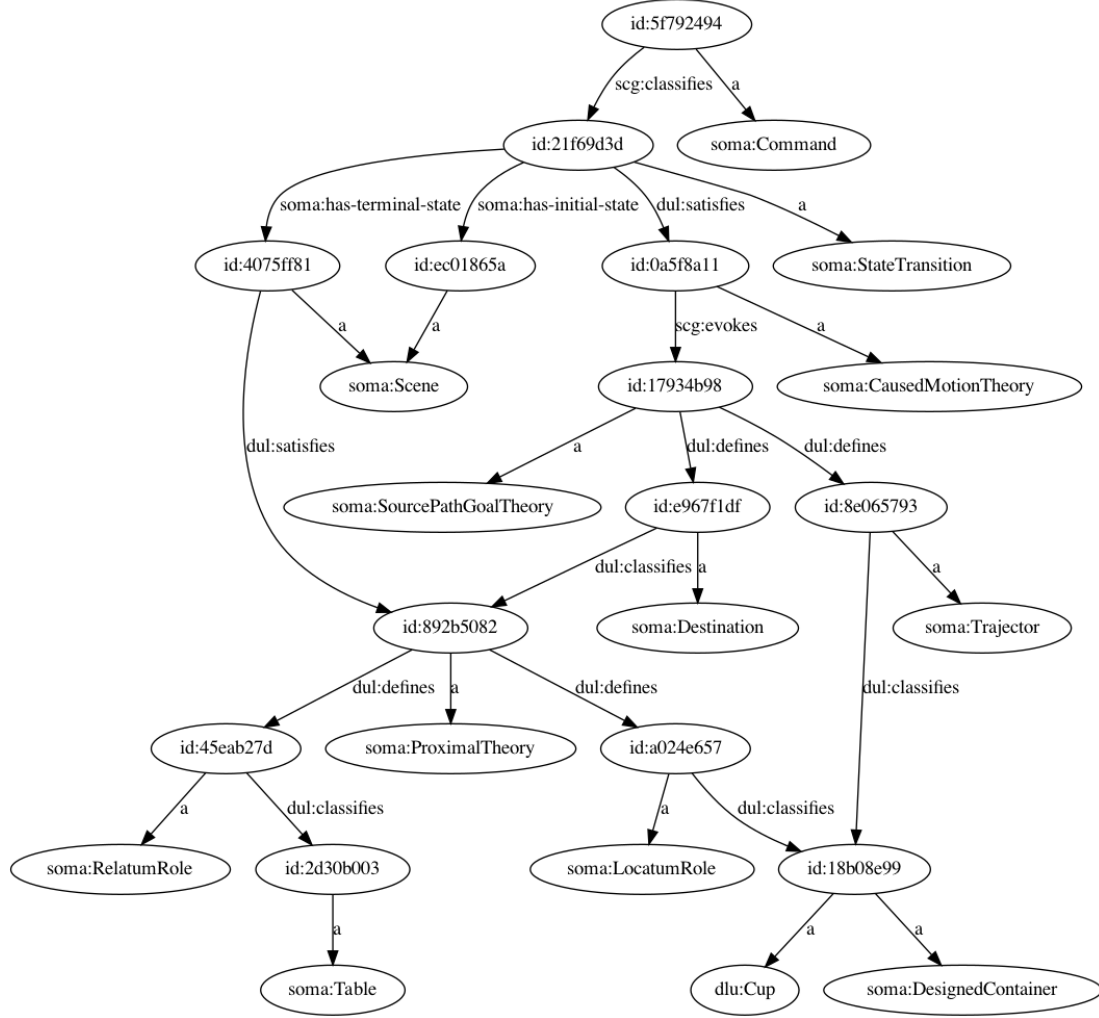 id:5f792494
scg:classifies a
id:21f69d3d soma:Command
soma:has-terminal-state soma:has-initial-state dul:satisfies a
id:4075ff81 id:ec01865a id:0a5f8a11 soma:StateTransition
a a scg:evokes a
soma:Scene id:17934b98 soma:CausedMotionTheory
dul:satisfies a dul:defines dul:defines
soma:SourcePathGoalTheory id:e967f1df id:8e065793
dul:classifies a a
id:892b5082 soma:Destination soma:Trajector
dul:defines a dul:defines dul:classifies
id:45eab27d soma:ProximalTheory id:a024e657
a dul:classifies a dul:classifies
soma:RelatumRole id:2d30b003 soma:LocatumRole id:18b08e99
a a a
soma:Table dlu:Cup soma:DesignedContainer